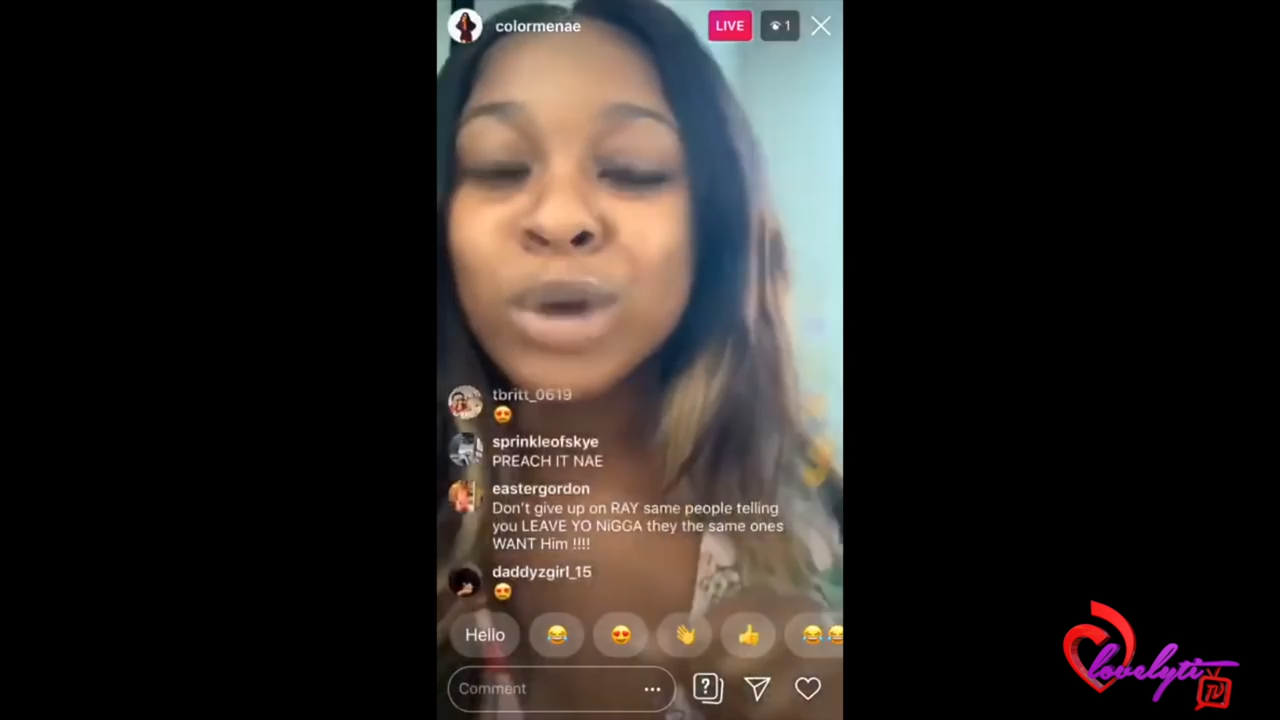 colormenae
LIVE
1
tbritt_0619
😍
sprinkleofskye
PREACH IT NAE
eastergordon
Don't give up on RAY same people telling
you LEAVE YO NiGGA they the same ones
WANT Him !!!!
daddyzgirl_15
😍
Hello 😂 😍 👋 👍 😂😂
Comment
?
lovelyti
TV